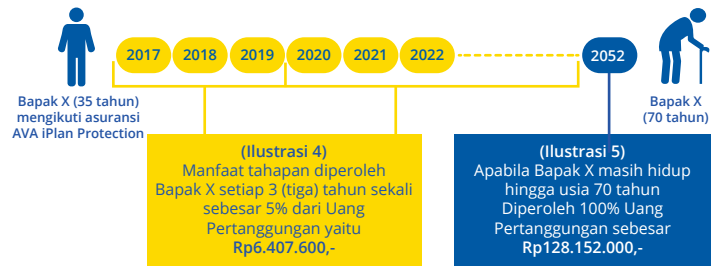 2017 2018 2019 2020 2021 2022 2052
Bapak X (35 tahun)
mengikuti asuransi
AVA iPlan Protection
Bapak X
(70 tahun)
(Ilustrasi 4)
Manfaat tahapan diperoleh
Bapak X setiap 3 (tiga) tahun sekali
sebesar 5% dari Uang
Pertanggungan yaitu
Rp6.407.600,-
(Ilustrasi 5)
Apabila Bapak X masih hidup
hingga usia 70 tahun
Diperoleh 100% Uang
Pertanggungan sebesar
Rp128.152.000,-